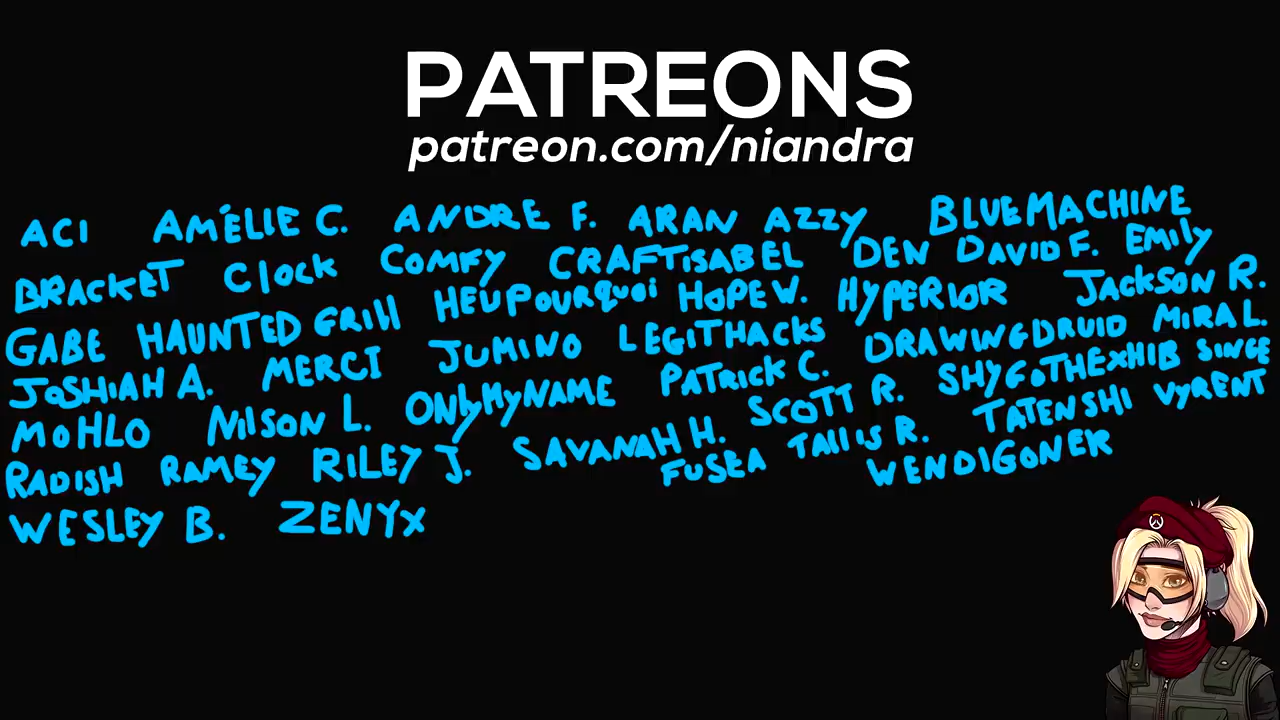 PATREONS
patreon.com/niandra
ACI AMÉLIE C. ANDRE F. ARAN AZZY BLUEMACHINE
BRACKET Clock COMFY CRAFTiSABEL DEN DAVID F. EMily
GABE HAUNTED GRill HEUPOURQUOi HOPE W. HYPERIOR JACKSON R.
JOSHIAH A. MERCI JUMINO LEGITHACKS DRAWINGDRUID MIRA L.
MOHLO NilSON L. ONlyMyNAME PATRICK C. SCOTT R. SHYGOTHEXHIB SINGE
RADISH RAMEY RILEY J. SAVANAH H. FUSEA TALLIS R. TATENSHI VYRENT
WESLEY B. ZENYX WENDIGONER